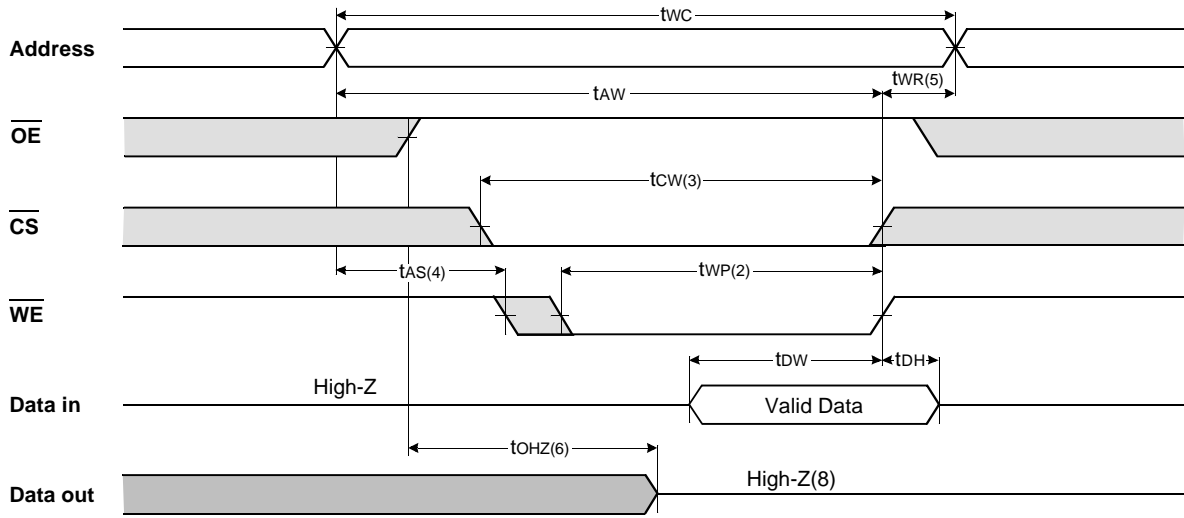 tWC
Address
tWR(5)
tAW
OE
tCW(3)
CS
tAS(4)
tWP(2)
WE
tDW
tDH
High-Z
Data in
Valid Data
tOHZ(6)
High-Z(8)
Data out